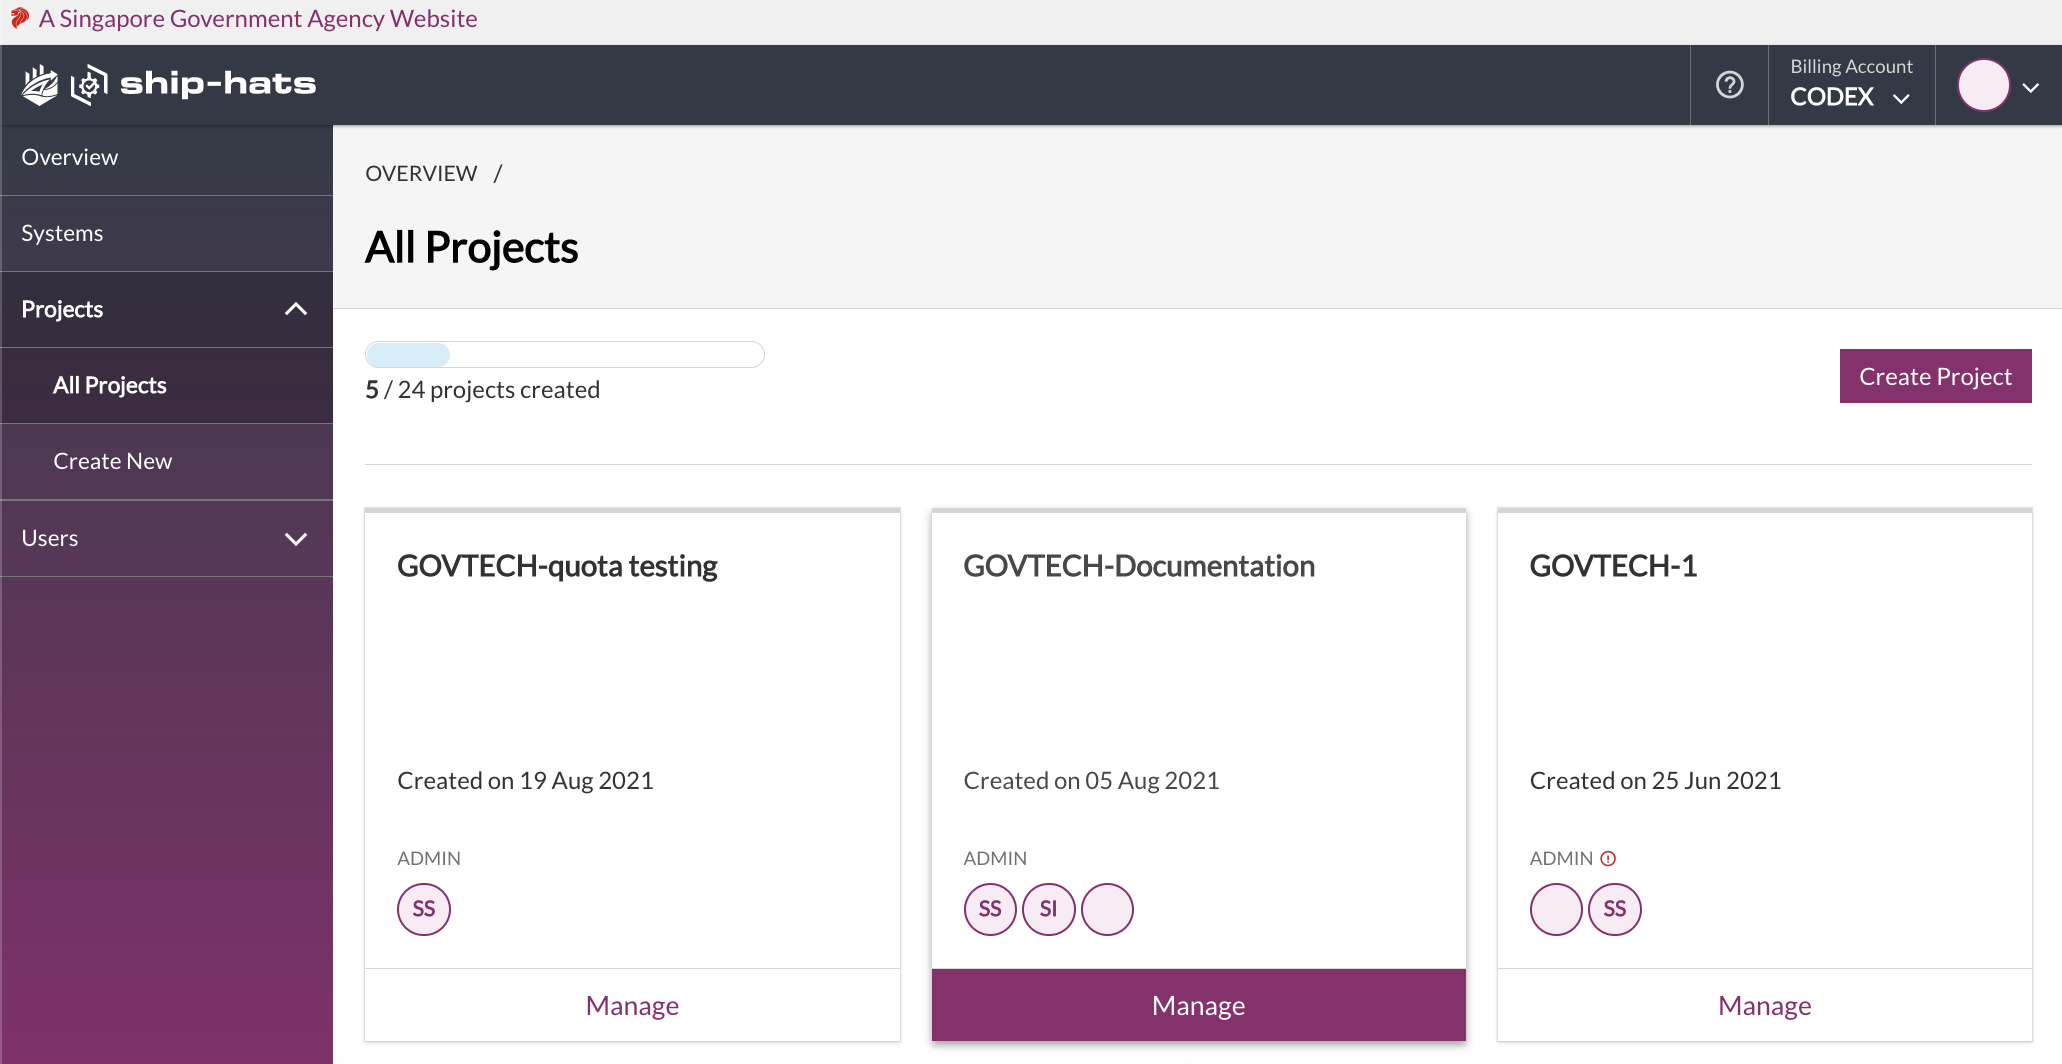 A Singapore Government Agency Website
ship-hats
Billing Account
CODEX
Overview
Systems
Projects
All Projects
Create New
Users
OVERVIEW /
All Projects
5 / 24 projects created
Create Project
GOVTECH-quota testing
Created on 19 Aug 2021
ADMIN
SS
Manage
GOVTECH-Documentation
Created on 05 Aug 2021
ADMIN
SS SI
Manage
GOVTECH-1
Created on 25 Jun 2021
ADMIN
SS
Manage